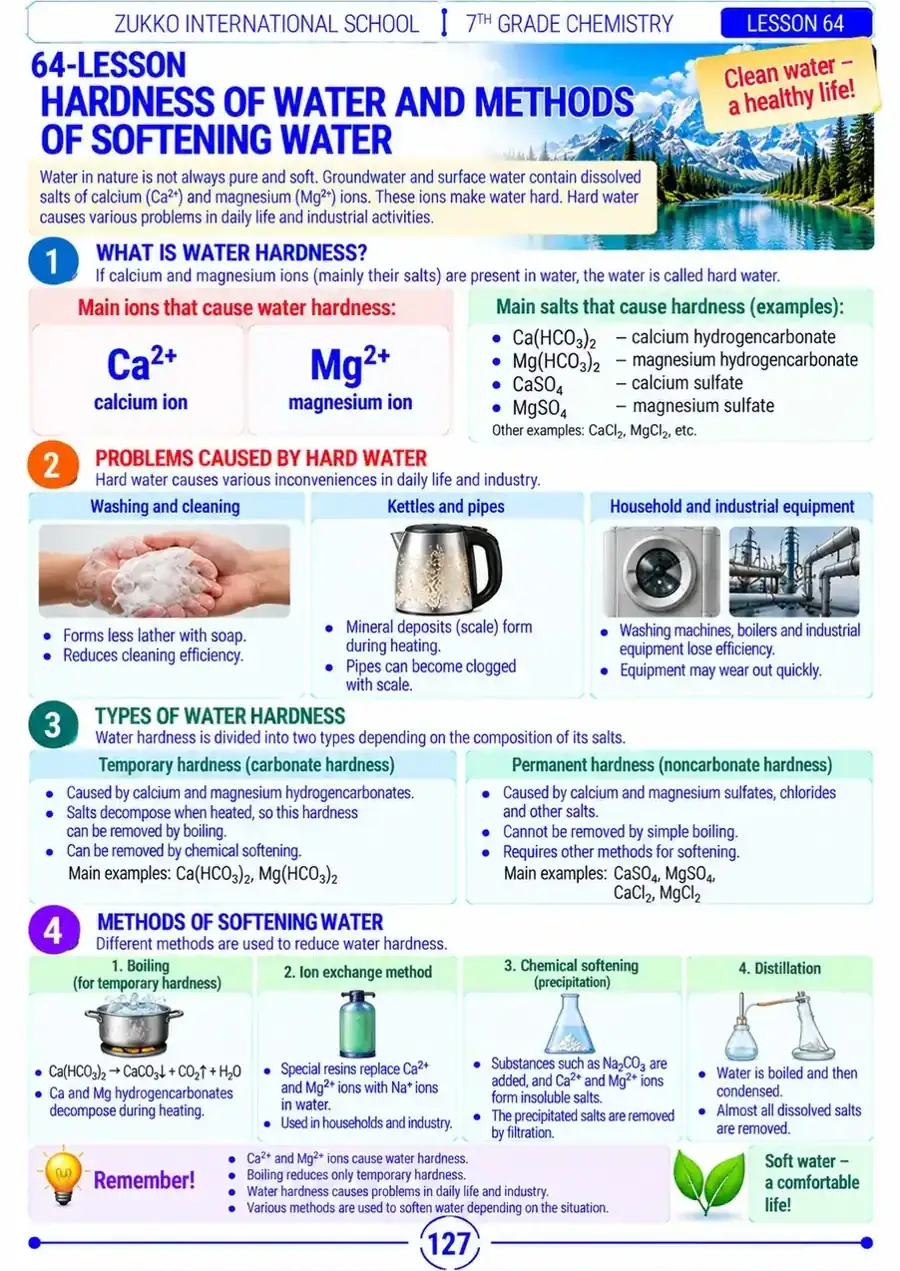 ZUKKO INTERNATIONAL SCHOOL
7TH GRADE CHEMISTRY
LESSON 64
64-LESSON
HARDNESS OF WATER AND METHODS
OF SOFTENING WATER
Clean water –
a healthy life!
Water in nature is not always pure and soft. Groundwater and surface water contain dissolved
salts of calcium (Ca²⁺) and magnesium (Mg²⁺) ions. These ions make water hard. Hard water
causes various problems in daily life and industrial activities.
1
WHAT IS WATER HARDNESS?
If calcium and magnesium ions (mainly their salts) are present in water, the water is called hard water.
Main ions that cause water hardness:
Ca²⁺
calcium ion
Mg²⁺
magnesium ion
Main salts that cause hardness (examples):
• Ca(HCO₃)₂ – calcium hydrogencarbonate
• Mg(HCO₃)₂ – magnesium hydrogencarbonate
• CaSO₄ – calcium sulfate
• MgSO₄ – magnesium sulfate
Other examples: CaCl₂, MgCl₂, etc.
2
PROBLEMS CAUSED BY HARD WATER
Hard water causes various inconveniences in daily life and industry.
Washing and cleaning
• Forms less lather with soap.
• Reduces cleaning efficiency.
Kettles and pipes
• Mineral deposits (scale) form
during heating.
• Pipes can become clogged
with scale.
Household and industrial equipment
• Washing machines, boilers and industrial
equipment lose efficiency.
• Equipment may wear out quickly.
3
TYPES OF WATER HARDNESS
Water hardness is divided into two types depending on the composition of its salts.
Temporary hardness (carbonate hardness)
• Caused by calcium and magnesium hydrogencarbonates.
• Salts decompose when heated, so this hardness
can be removed by boiling.
• Can be removed by chemical softening.
Main examples: Ca(HCO₃)₂, Mg(HCO₃)₂
Permanent hardness (noncarbonate hardness)
• Caused by calcium and magnesium sulfates, chlorides
and other salts.
• Cannot be removed by simple boiling.
• Requires other methods for softening.
Main examples: CaSO₄, MgSO₄,
CaCl₂, MgCl₂
4
METHODS OF SOFTENING WATER
Different methods are used to reduce water hardness.
1. Boiling
(for temporary hardness)
• Ca(HCO₃)₂ → CaCO₃↓ + CO₂↑ + H₂O
• Ca and Mg hydrogencarbonates
decompose during heating.
2. Ion exchange method
• Special resins replace Ca²⁺
and Mg²⁺ ions with Na⁺ ions
in water.
• Used in households and industry.
3. Chemical softening
(precipitation)
• Substances such as Na₂CO₃ are
added, and Ca²⁺ and Mg²⁺ ions
form insoluble salts.
• The precipitated salts are removed
by filtration.
4. Distillation
• Water is boiled and then
condensed.
• Almost all dissolved salts
are removed.
Remember!
• Ca²⁺ and Mg²⁺ ions cause water hardness.
• Boiling reduces only temporary hardness.
• Water hardness causes problems in daily life and industry.
• Various methods are used to soften water depending on the situation.
Soft water –
a comfortable
life!
127